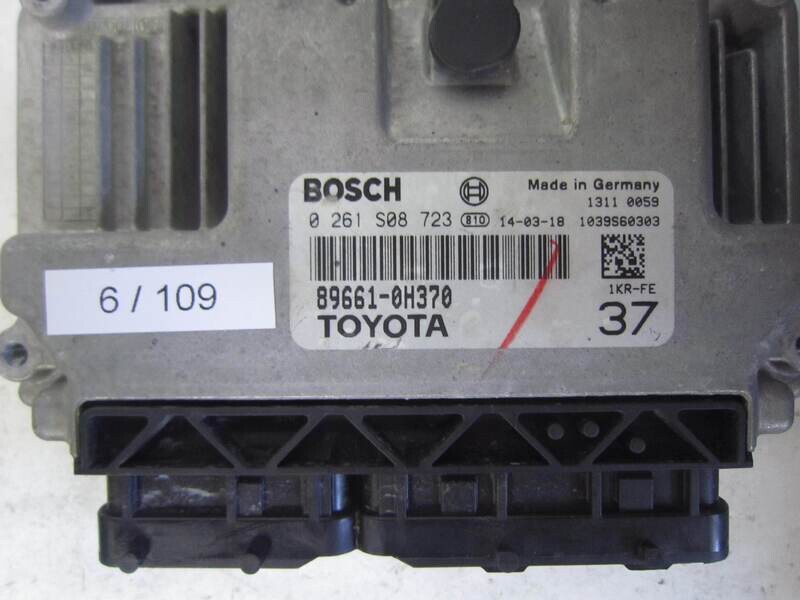 BOSCH
Made in Germany
1311 0059
0 261 S08 723 810 14-03-18 1039S60303
89661-0H370
1KR-FE
TOYOTA 37
6 / 109